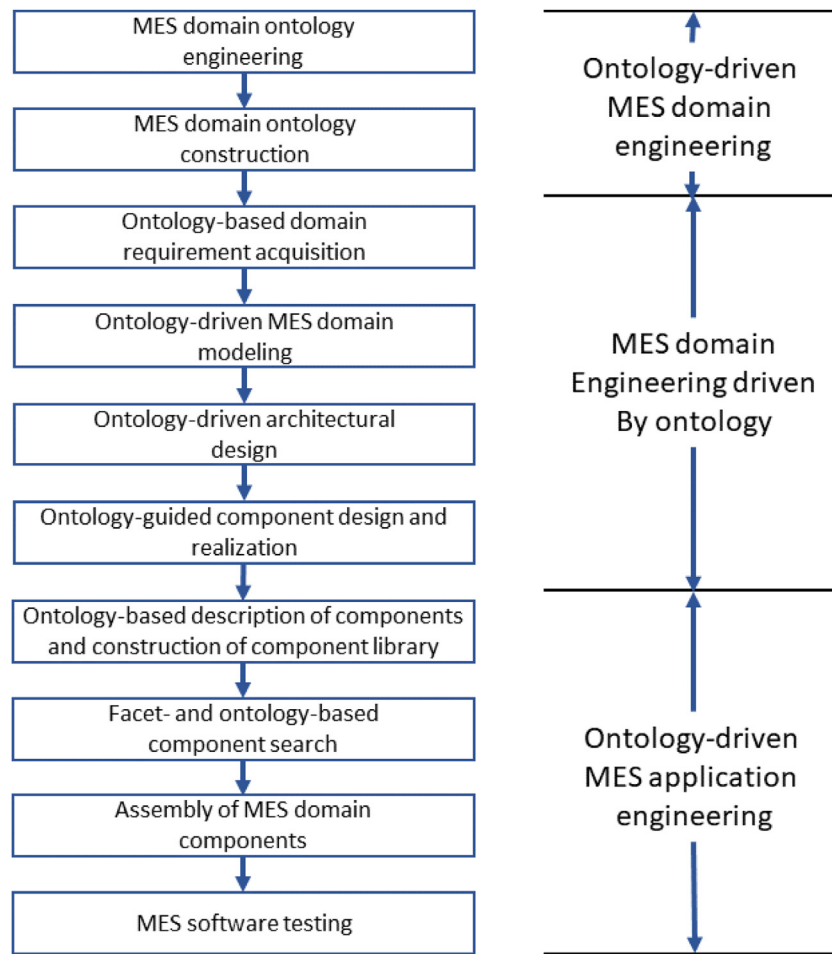 MES domain ontology
engineering
MES domain ontology
construction
Ontology-based domain
requirement acquisition
Ontology-driven MES domain
modeling
Ontology-driven architectural
design
Ontology-guided component design and
realization
Ontology-based description of components
and construction of component library
Facet- and ontology-based
component search
Assembly of MES domain
components
MES software testing
Ontology-driven
MES domain
engineering
MES domain
Engineering driven
By ontology
Ontology-driven
MES application
engineering